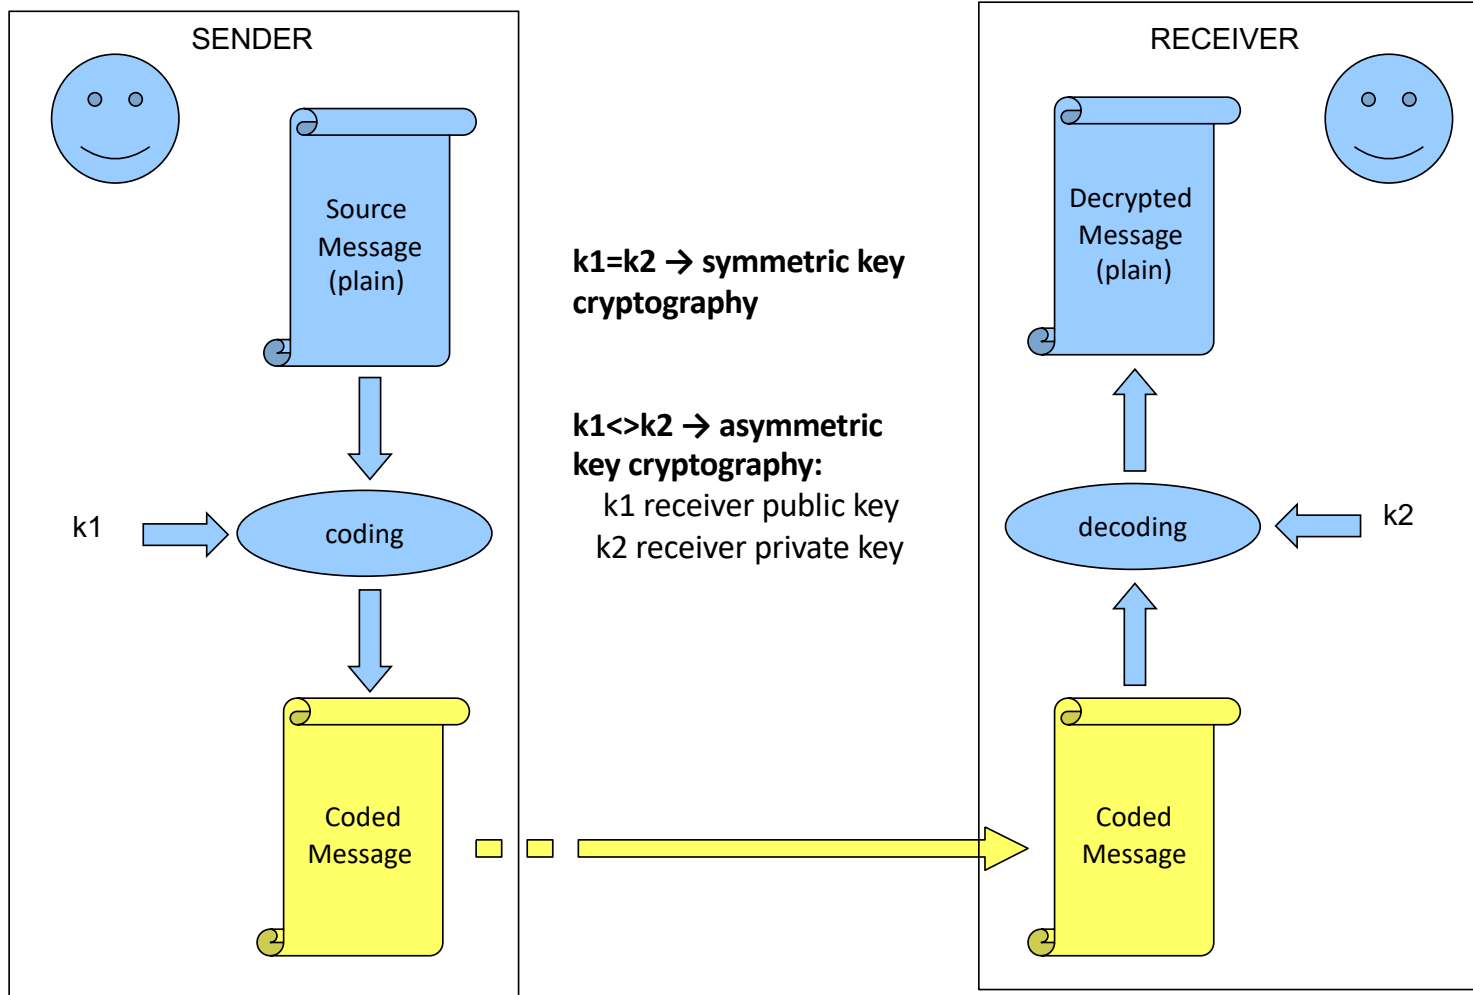 SENDER
Source
Message
(plain)
k1
coding
Coded
Message
k1=k2 → symmetric key
cryptography
k1<>k2 → asymmetric
key cryptography:
k1 receiver public key
k2 receiver private key
RECEIVER
Decrypted
Message
(plain)
decoding
k2
Coded
Message